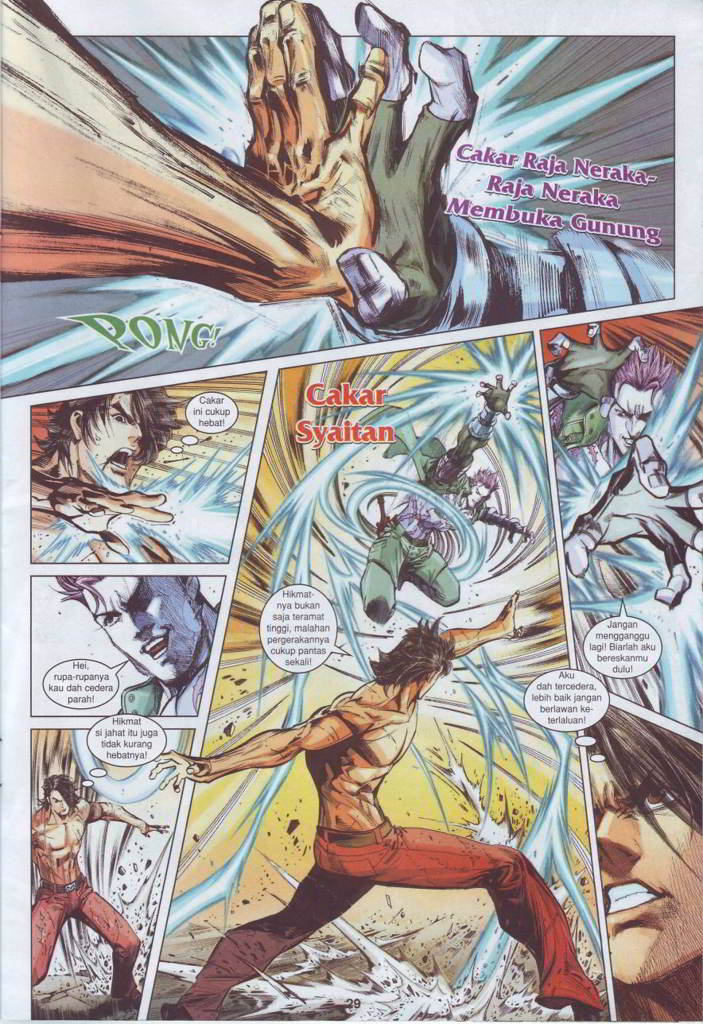 Cakar Raja Neraka-
Raja Neraka
Membuka Gunung
PONG!
Cakar
ini cukup
hebat!
Cakar
Syaitan
Hei,
rupa-rupanya
kau dah cedera
parah!
Hikmat
si jahat itu juga
tidak kurang
hebatnya!
Hikmat-
nya bukan
saja teramat
tinggi, malahan
pergerakannya
cukup pantas
sekali!
Jangan
mengganggu
lagi! Biarlah aku
bereskanmu
dulu!
Aku
dah tercedera,
lebih baik jangan
berlawan ke-
terlaluan!
29